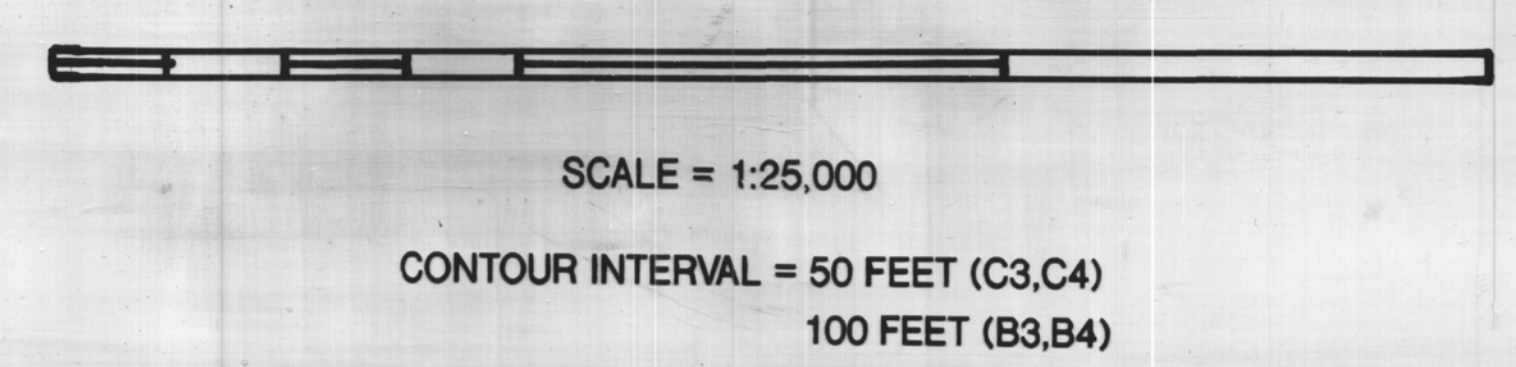 SCALE = 1:25,000
CONTOUR INTERVAL = 50 FEET (C3,C4)
100 FEET (B3,B4)